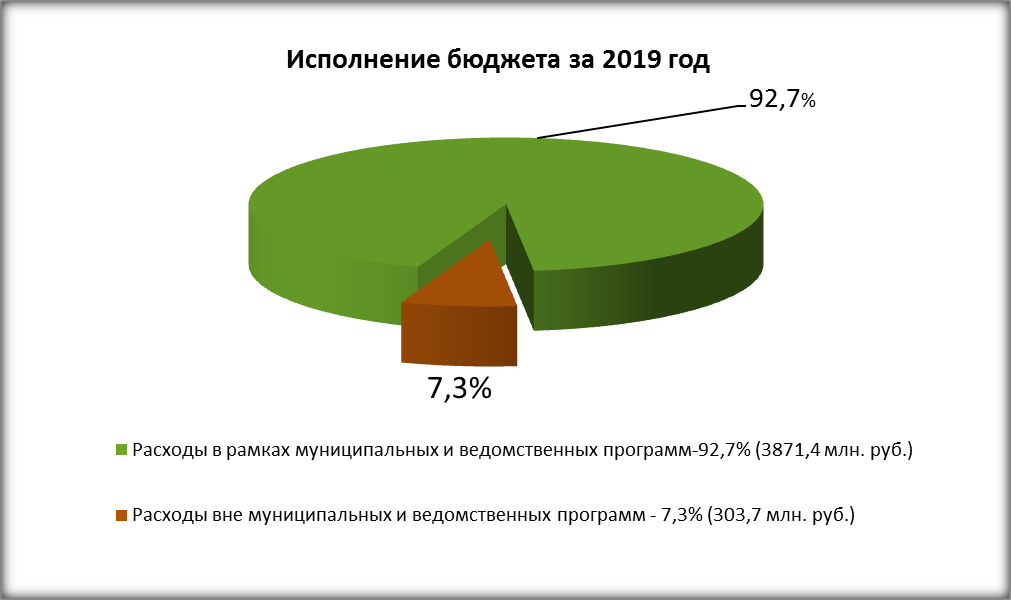 Исполнение бюджета за 2019 год
92,7%
7,3%
Расходы в рамках муниципальных и ведомственных программ-92,7% (3871,4 млн. руб.)
Расходы вне муниципальных и ведомственных программ - 7,3% (303,7 млн. руб.)